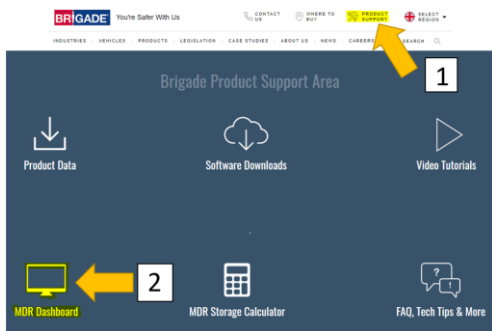 BRIGADE You're Safer With Us CONTACT US WHERE TO BUY PRODUCT SUPPORT SELECT REGION
INDUSTRIES VEHICLES PRODUCTS LEGISLATION CASE STUDIES ABOUT US NEWS CAREERS SEARCH
1
Brigade Product Support Area
Product Data Software Downloads Video Tutorials
2
MDR Dashboard MDR Storage Calculator FAQ, Tech Tips & More